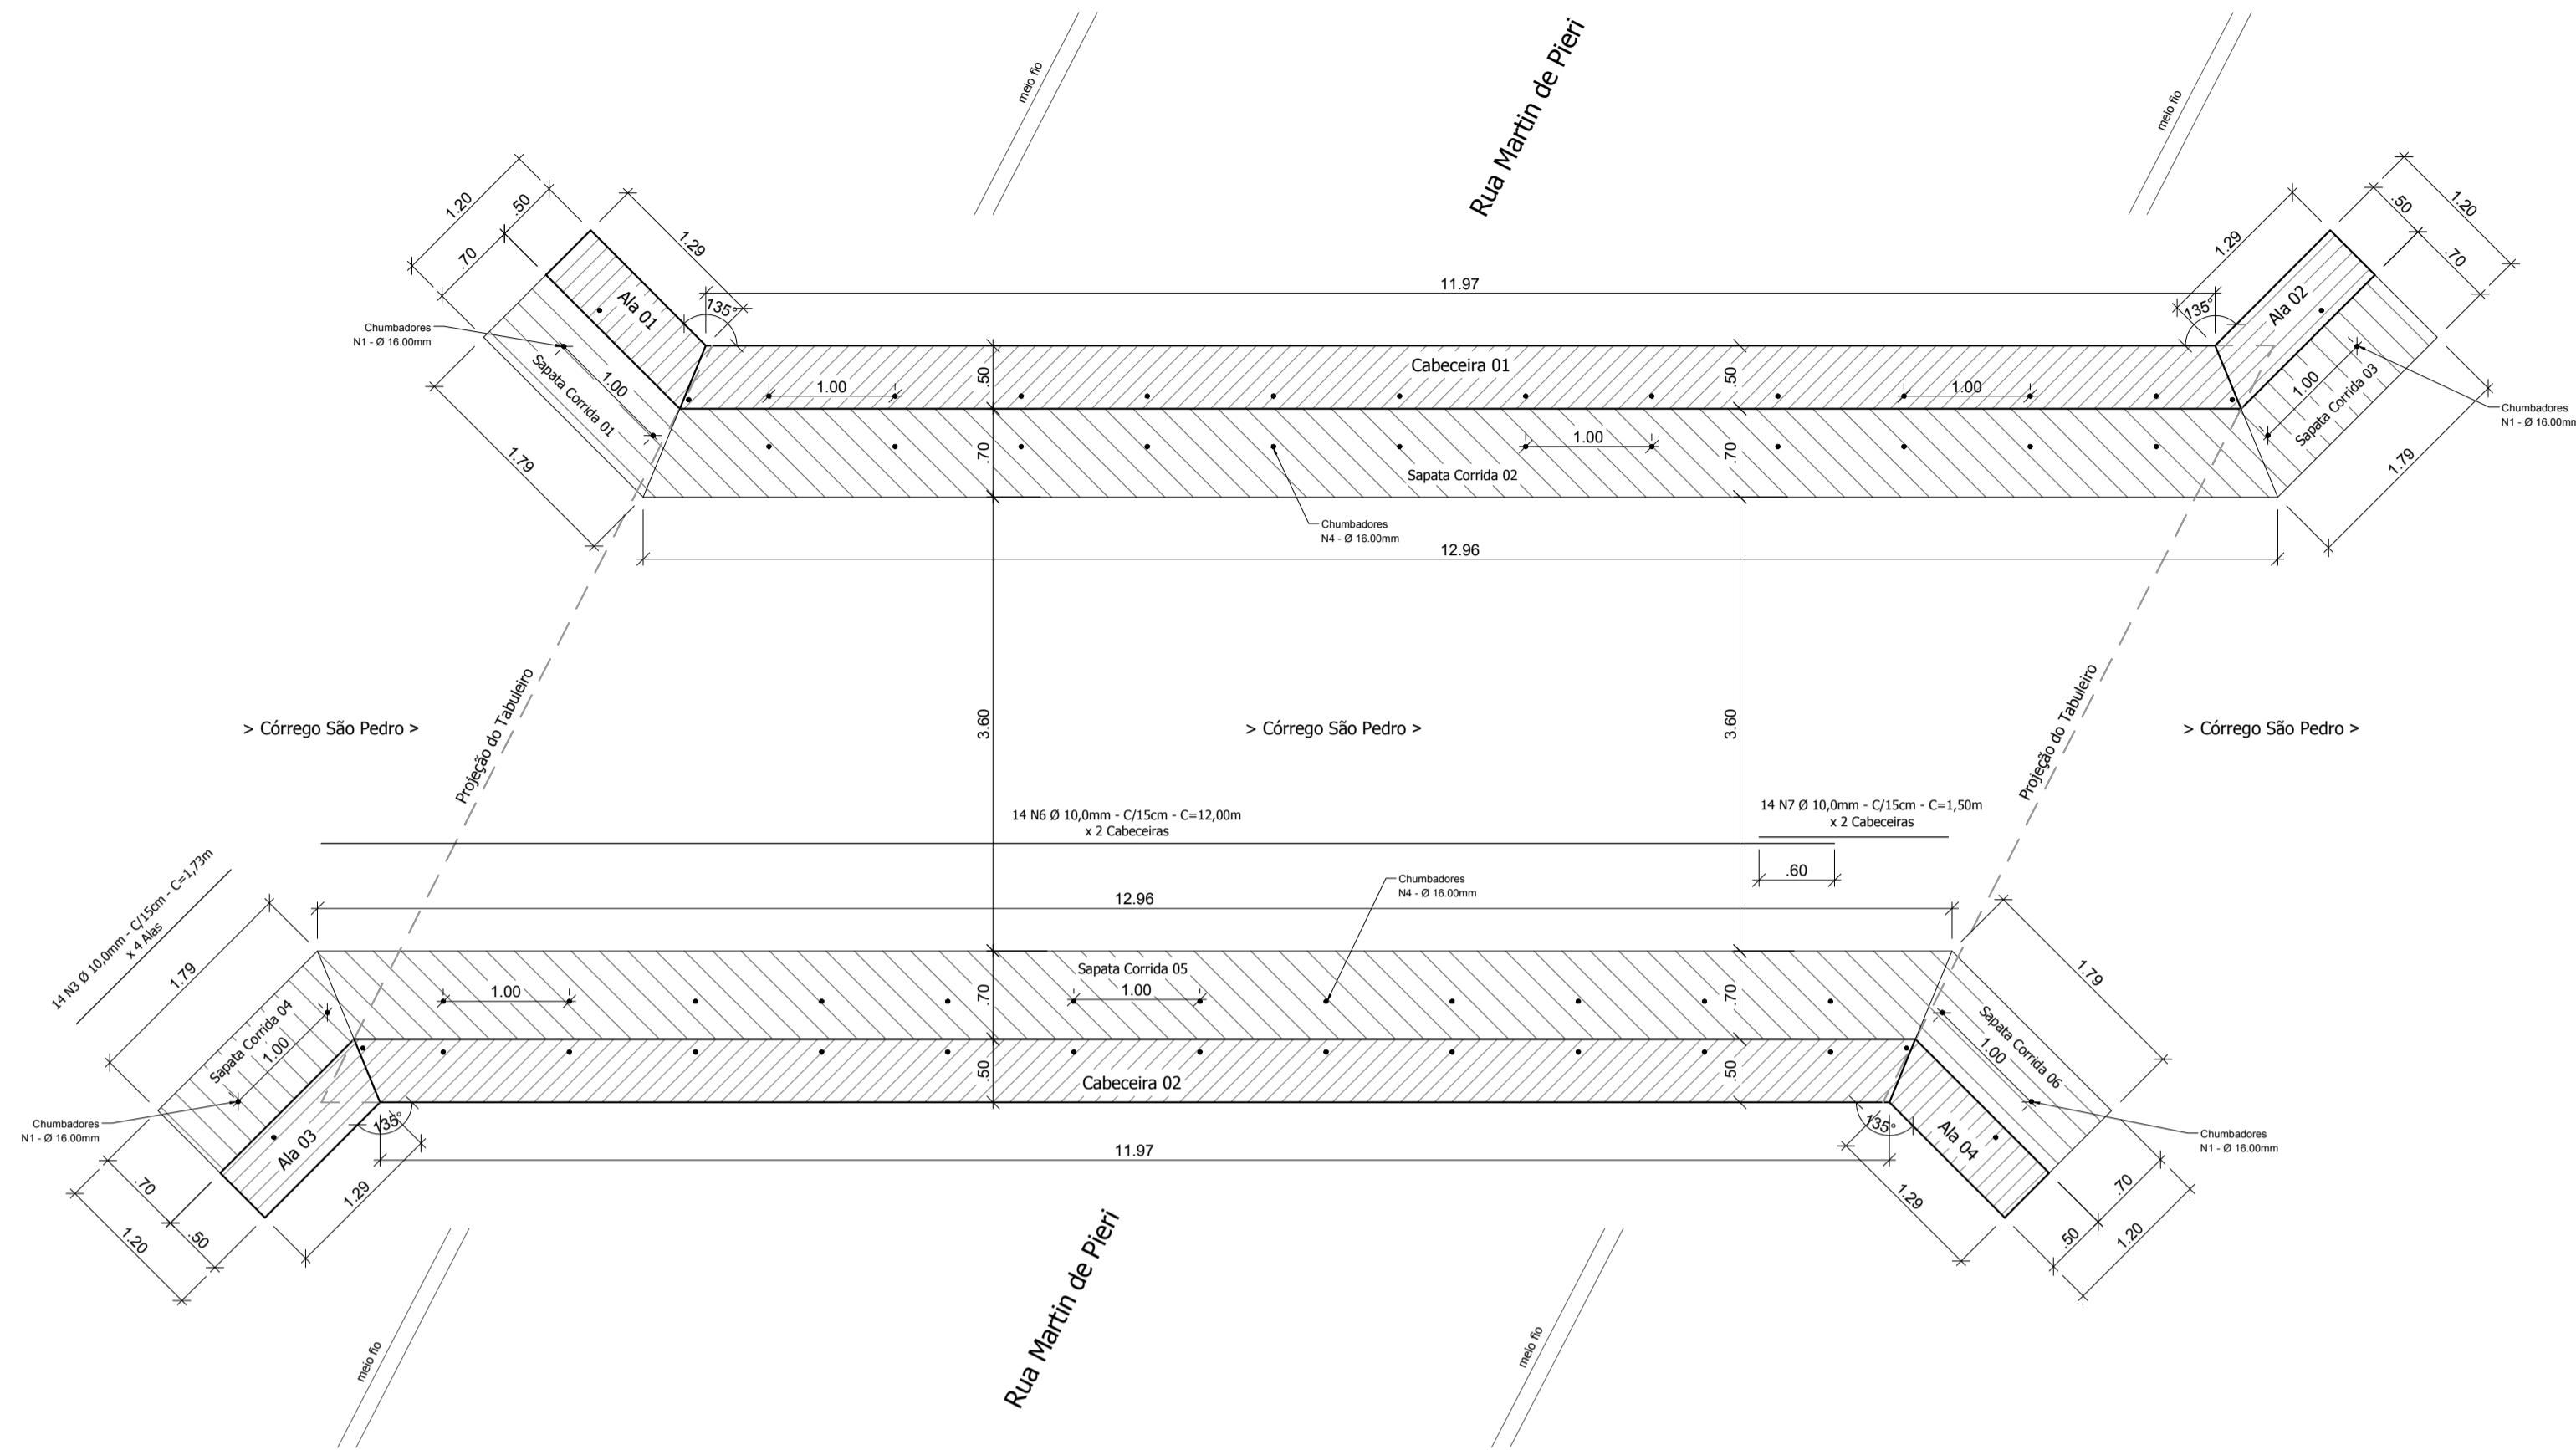 meio fio
Rua Martin de Pieri
meio fio
1.20
.50
.70
1.29
1.29
.50
1.20
.70
11.97
135°
135°
Ala 01
Ala 02
Chumbadores
N1 - Ø 16.00mm
Cabeceira 01
.50
.50
1.00
1.00
1.00
1.00
Sapata Corrida 01
Sapata Corrida 03
Chumbadores
N1 - Ø 16.00mm
1.79
1.79
.70
.70
1.00
Sapata Corrida 02
Chumbadores
N4 - Ø 16.00mm
12.96
Projeção do Tabuleiro
Projeção do Tabuleiro
> Córrego São Pedro >
3.60
> Córrego São Pedro >
3.60
> Córrego São Pedro >
14 N6 Ø 10,0mm - C/15cm - C=12,00m
x 2 Cabeceiras
14 N7 Ø 10,0mm - C/15cm - C=1,50m
x 2 Cabeceiras
.60
14 N3 Ø 10,0mm - C/15cm - C=1,73m
x 4 Alas
Chumbadores
N4 - Ø 16.00mm
12.96
1.79
1.79
Sapata Corrida 05
.70
.70
1.00
1.00
Sapata Corrida 04
1.00
Sapata Corrida 06
1.00
Cabeceira 02
.50
.50
Chumbadores
N1 - Ø 16.00mm
Ala 03
135°
135°
Ala 04
Chumbadores
N1 - Ø 16.00mm
11.97
.70
.50
1.20
1.29
1.29
.70
.50
1.20
Rua Martin de Pieri
meio fio
meio fio